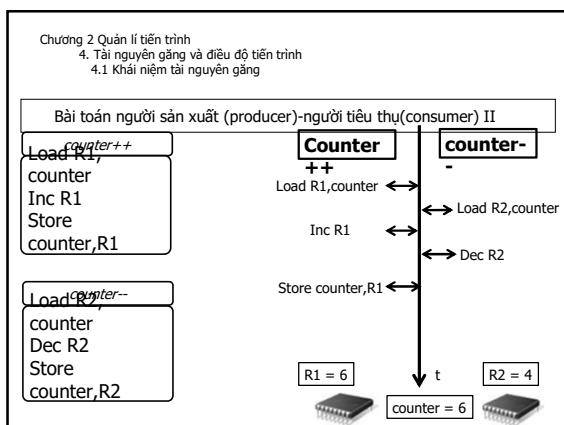 Chương 2 Quản lí tiến trình
4. Tài nguyên găng và điều độ tiến trình
4.1 Khái niệm tài nguyên găng
Bài toán người sản xuất (producer)-người tiêu thụ(consumer) II
counter++
Load R1,
counter
Inc R1
Store
counter,R1
counter--
Load R2,
counter
Dec R2
Store
counter,R2
Counter
++
counter-
-
Load R1,counter
Load R2,counter
Inc R1
Dec R2
Store counter,R1
R1 = 6
t
R2 = 4
counter = 6